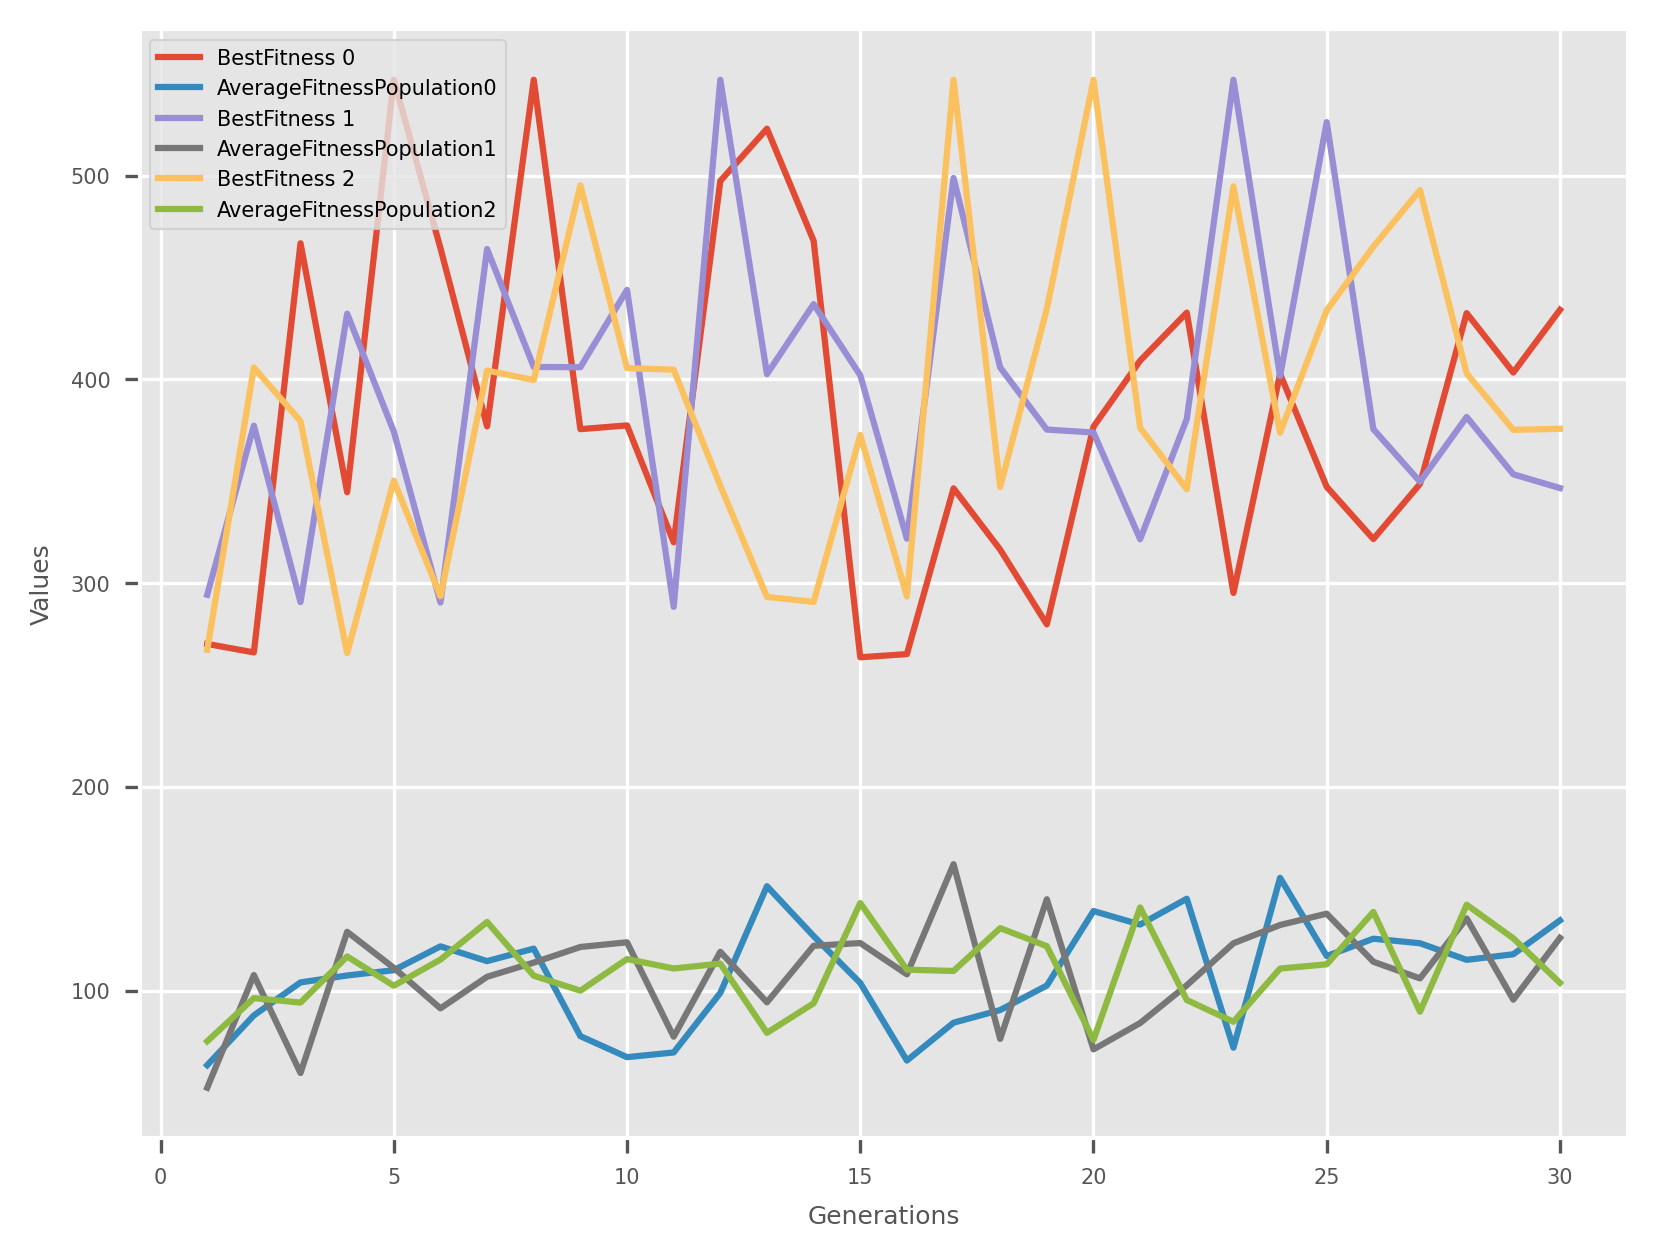 BestFitness 0
AverageFitnessPopulation0
BestFitness 1
AverageFitnessPopulation1
BestFitness 2
AverageFitnessPopulation2
500
400
300
200
100
Values
0 5 10 15 20 25 30
Generations